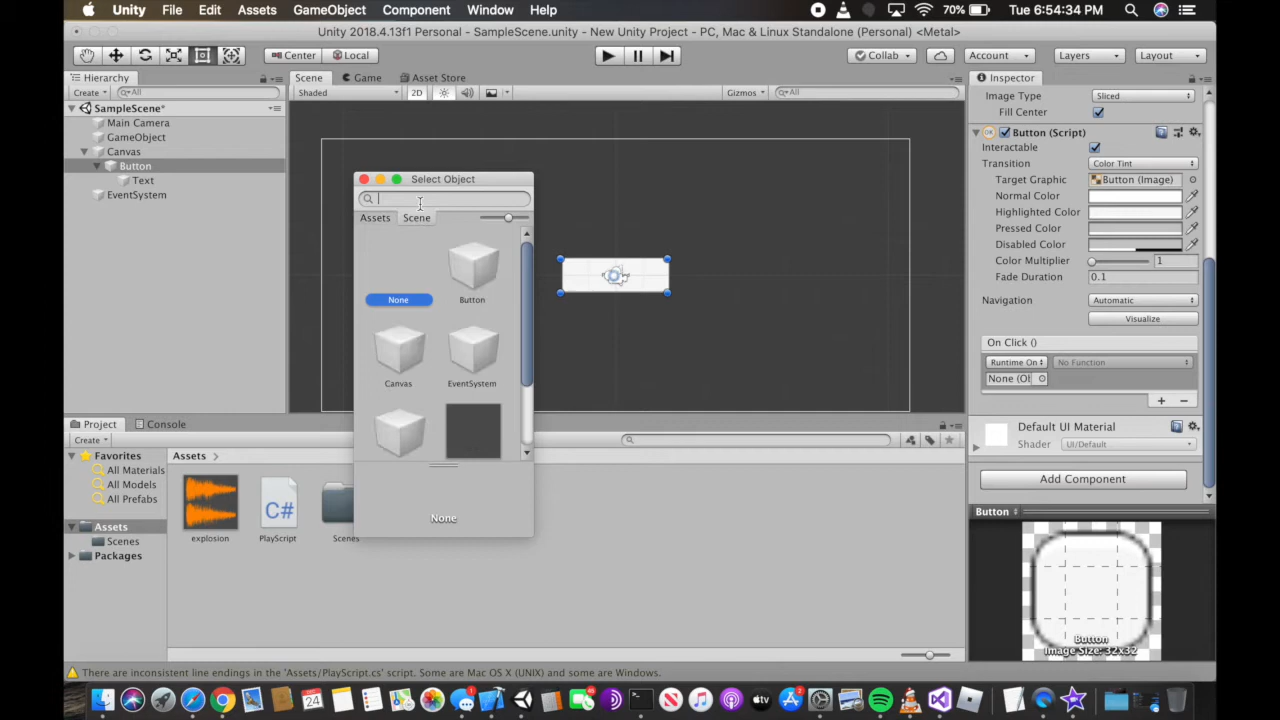 Unity File Edit Assets GameObject Component Window Help 70% Tue 6:54:34 PM
Unity 2018.4.13f1 Personal - SampleScene.unity - New Unity Project - PC, Mac & Linux Standalone (Personal) <Metal>
Center Local Collab Account Layers Layout
Hierarchy Scene Game Asset Store Inspector
Create All Shaded 2D Gizmos All
Image Type Sliced
SampleScene*
Fill Center
Main Camera
Button (Script)
GameObject
Interactable
Canvas
Transition Color Tint
Button
Select Object
Target Graphic Button (Image)
Text
Normal Color
EventSystem
Highlighted Color
Assets Scene
Pressed Color
Disabled Color
Color Multiplier 1
Fade Duration 0.1
None Button
Navigation Automatic
Visualize
On Click ()
Runtime On No Function
None (O
Canvas EventSystem
Project Console
Default UI Material
Create
Shader UI/Default
Favorites Assets
All Materials
All Models
All Prefabs
Add Component
Button
None
Assets
explosion PlayScript Scenes
C#
Scenes
Packages
Button
Image Size: 32x32
There are inconsistent line endings in the 'Assets/PlayScript.cs' script. Some are Mac OS X (UNIX) and some are Windows.
24
tv